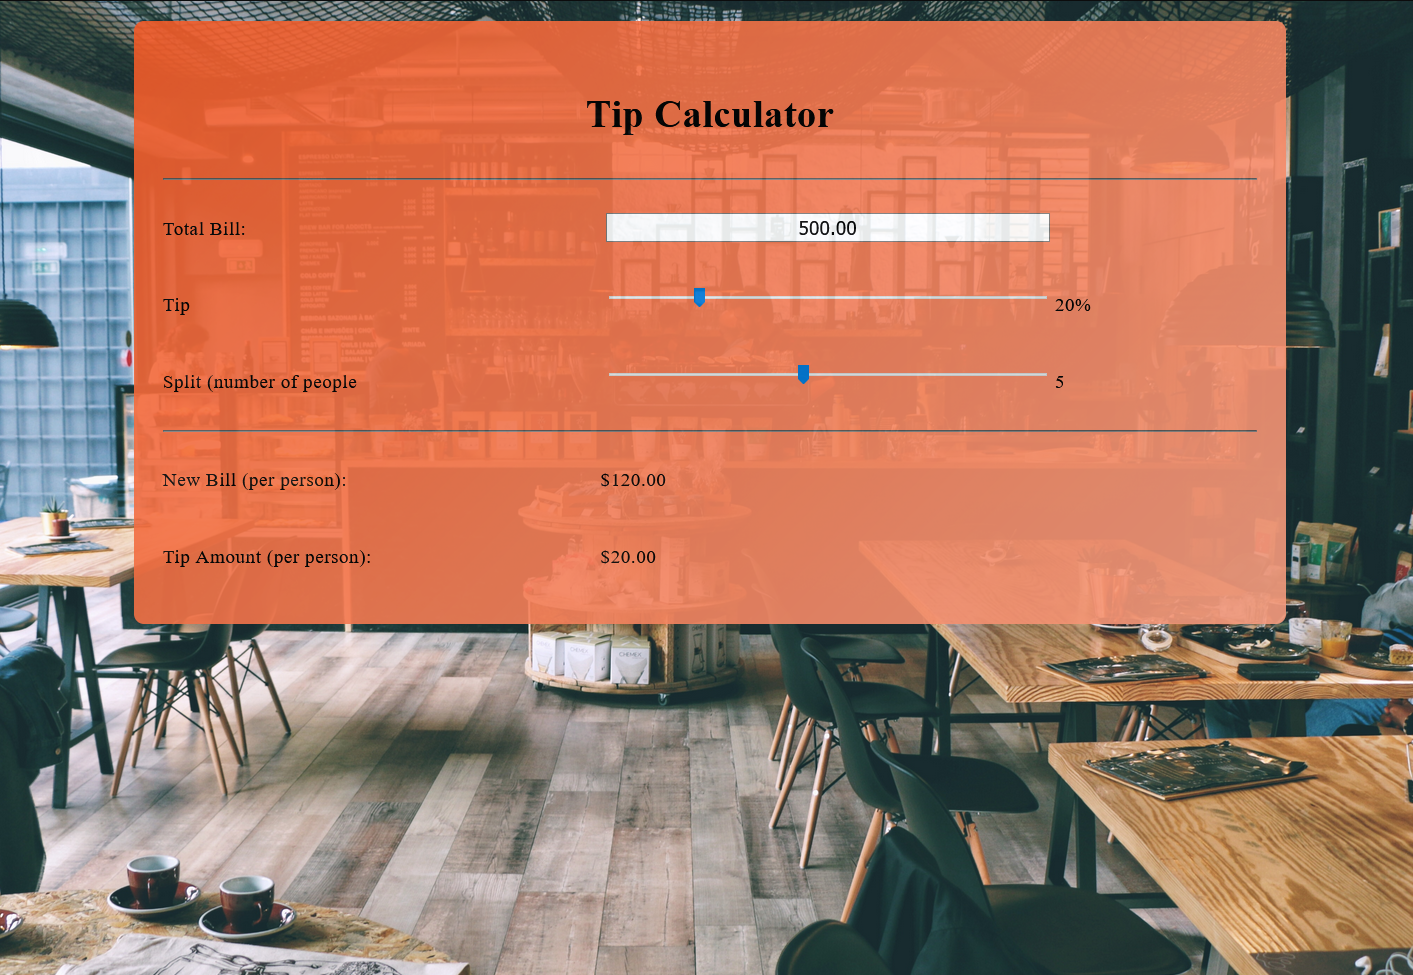 Tip Calculator
Total Bill: 500.00
Tip 20%
Split (number of people 5
New Bill (per person): $120.00
Tip Amount (per person): $20.00
CHEMEX